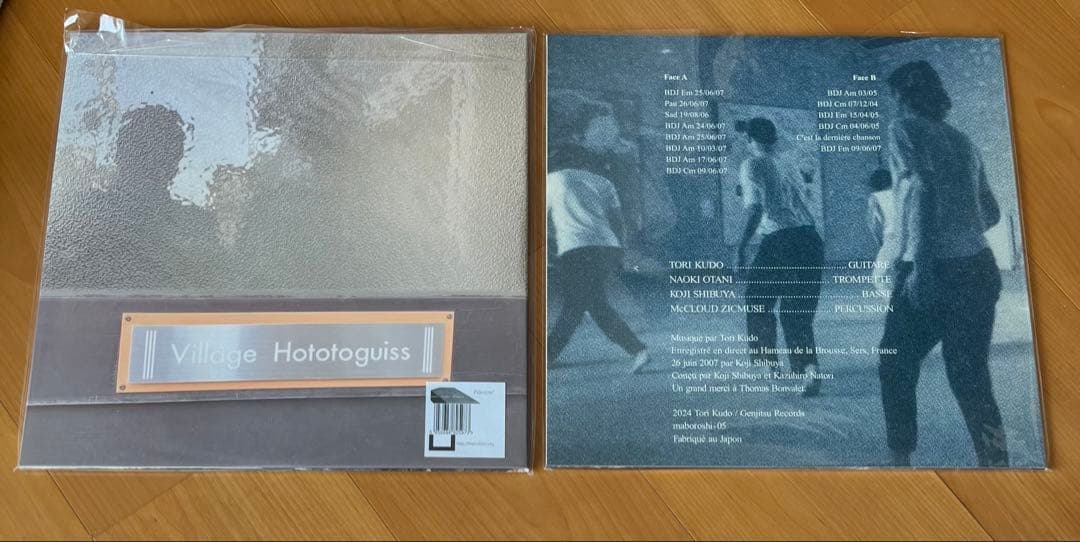 Village Hototoguiss
Face A
BDJ Em 25/06/07
Pau 26/06/07
Sad 19/08/06
BDJ Am 24/06/07
BDJ Am 25/06/07
BDJ Am 10/03/07
BDJ Am 17/06/07
BDJ Cm 09/06/07
Face B
BDJ Am 03/05
BDJ Cm 07/12/04
BDJ Em 15/04/05
BDJ Cm 04/06/05
C'est la dernière chanson
BDJ Fm 09/06/07
TORI KUDO ........................................ GUITARE
NAOKI OTANI ................................. TROMPETTE
KOJI SHIBUYA ........................................ BASSE
McCLOUD ZICMUSE ..................... PERCUSSION
Musique par Tori Kudo
Enregistré en direct au Hameau de la Brousse, Sers, France
26 juin 2007 par Koji Shibuya
Conçu par Koji Shibuya et Kazuhiro Natori
Un grand merci à Thomas Bonvalet.
2024 Tori Kudo / Genjitsu Records
maboroshi-05
Fabriqué au Japon